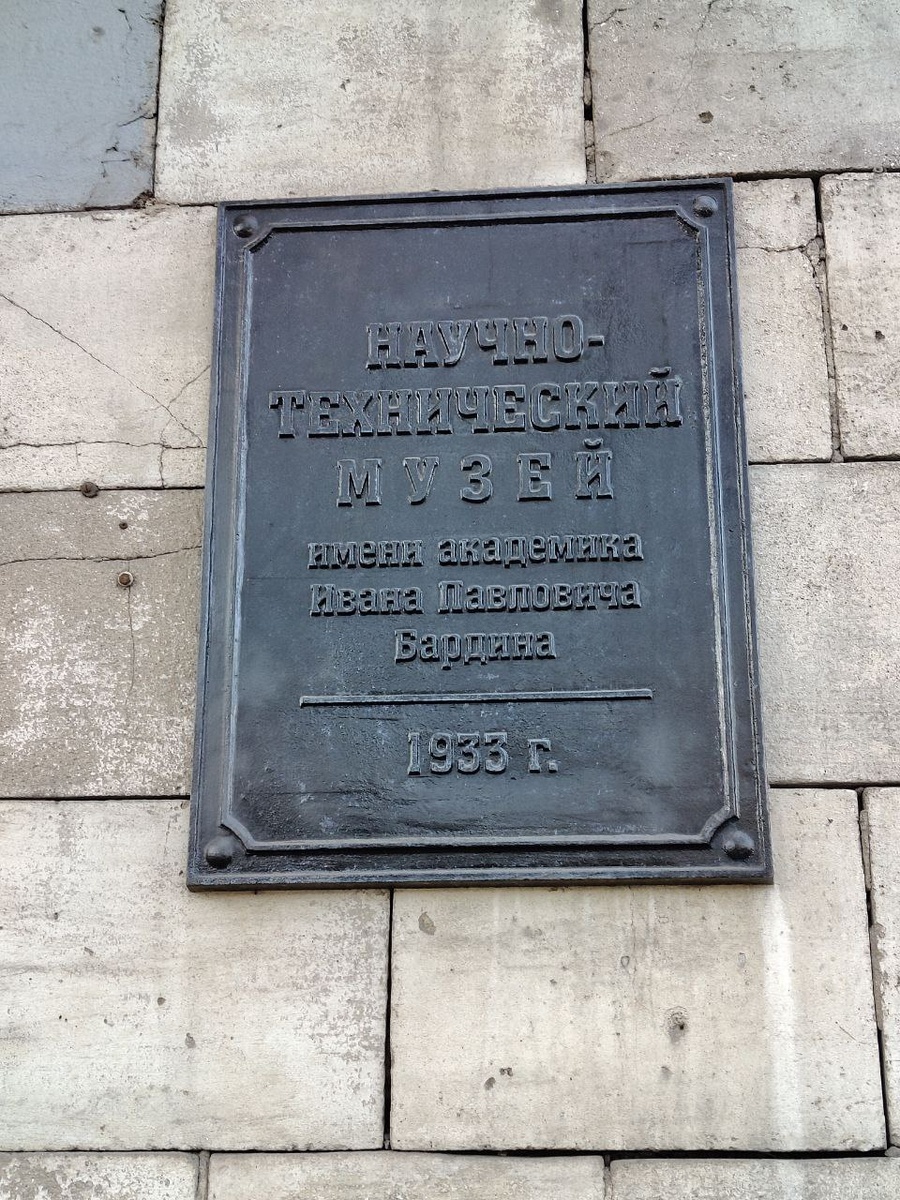 НАУЧНО-
ТЕХНИЧЕСКИЙ
МУЗЕЙ
имени академика
Ивана Павловича
Бардина
1933 г.